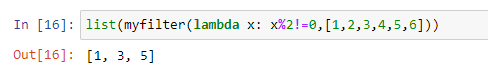 In [16]: list(myfilter(lambda x: x%2!=0,[1,2,3,4,5,6]))
Out[16]: [1, 3, 5]